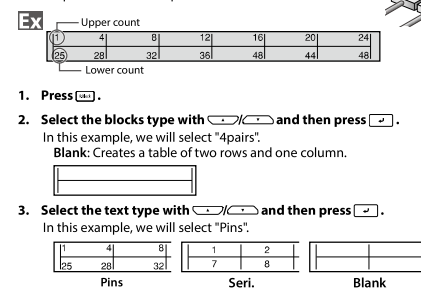 Ex
Upper count
1 4 8 12 16 20 24
25 28 32 36 48 44 48
Lower count
1. Press .
2. Select the blocks type with / and then press .
In this example, we will select "4pairs".
Blank: Creates a table of two rows and one column.
3. Select the text type with / and then press .
In this example, we will select "Pins".
1 4 8 1 2
25 28 32 7 8
Pins Seri. Blank